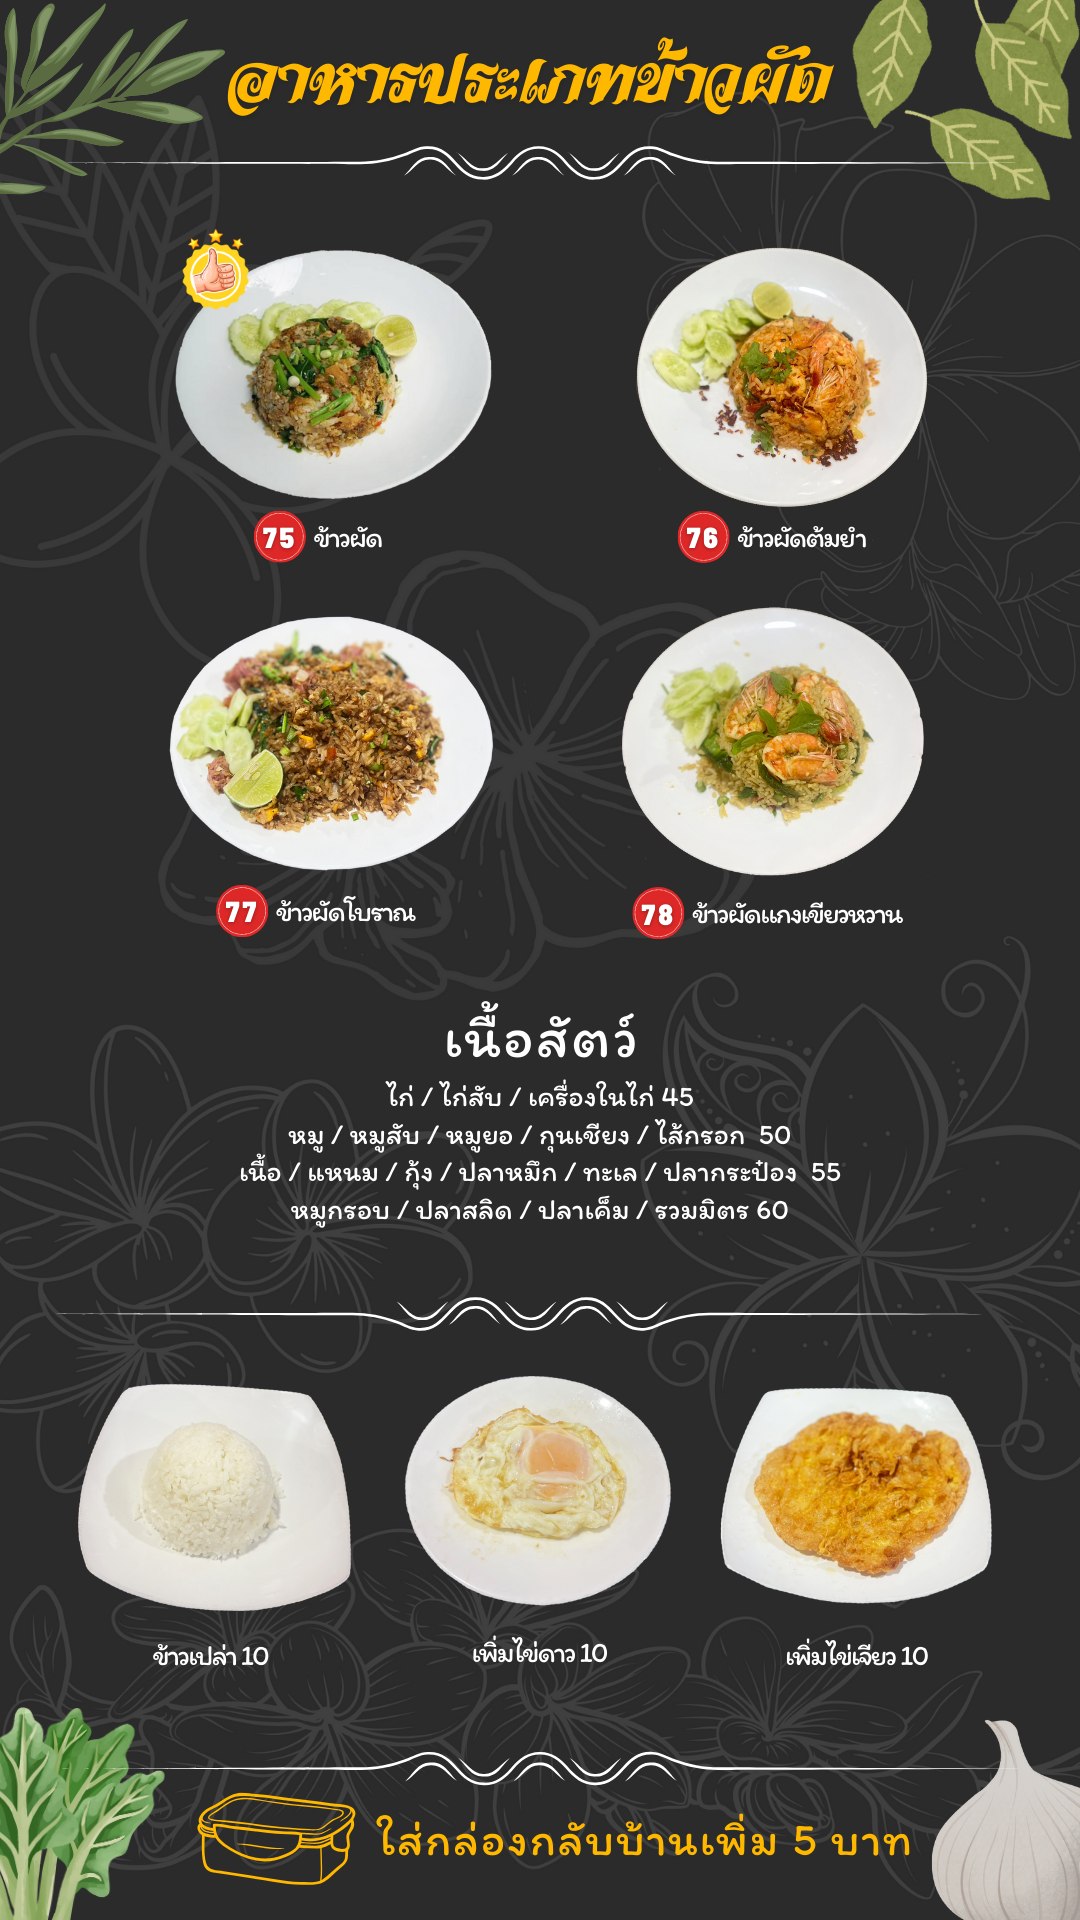 อาหารประเภทข้าวผัด
75 ข้าวผัด
76 ข้าวผัดต้มยำ
77 ข้าวผัดโบราณ
78 ข้าวผัดแกงเขียวหวาน
เนื้อสัตว์
ไก่ / ไก่สับ / เครื่องในไก่ 45
หมู / หมูสับ / หมูยอ / กุนเชียง / ไส้กรอก 50
เนื้อ / แหนม / กุ้ง / ปลาหมึก / ทะเล / ปลากระป๋อง 55
หมูกรอบ / ปลาสลิด / ปลาเค็ม / รวมมิตร 60
ข้าวเปล่า 10
เพิ่มไข่ดาว 10
เพิ่มไข่เจียว 10
ใส่กล่องกลับบ้านเพิ่ม 5 บาท